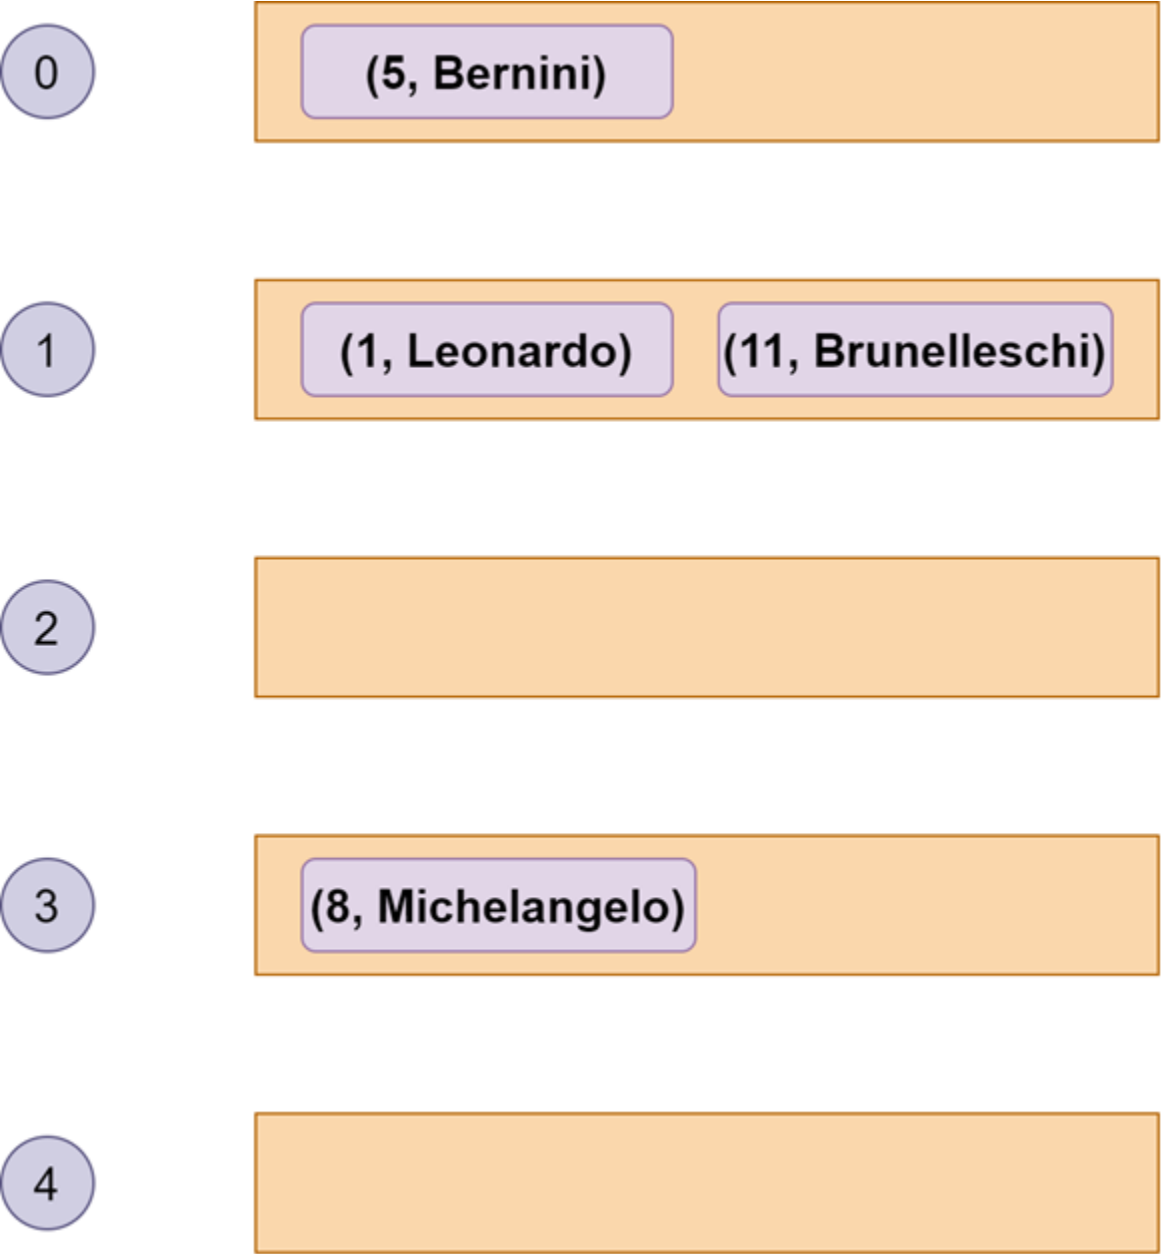 0 (5, Bernini)
1 (1, Leonardo) (11, Brunelleschi)
2
3 (8, Michelangelo)
4